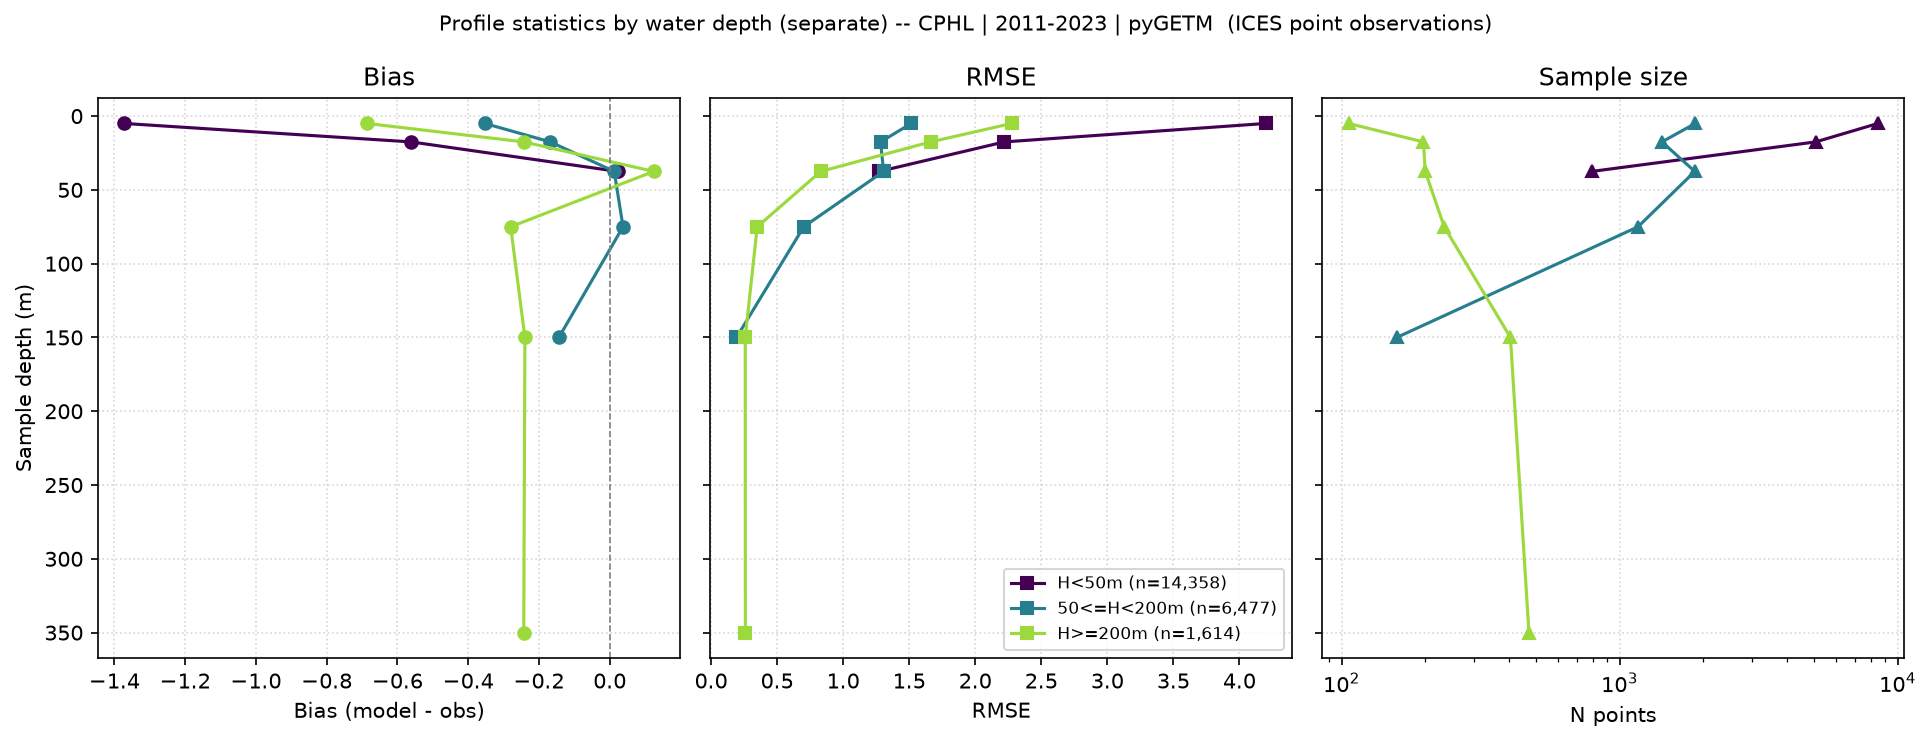 Profile statistics by water depth (separate) -- CPHL | 2011-2023 | pyGETM  (ICES point observations)
Bias
RMSE
Sample size
Sample depth (m)
0
50
100
150
200
250
300
350
−1.4 −1.2 −1.0 −0.8 −0.6 −0.4 −0.2 0.0
Bias (model - obs)
0.0 0.5 1.0 1.5 2.0 2.5 3.0 3.5 4.0
RMSE
H<50m (n=14,358)
50<=H<200m (n=6,477)
H>=200m (n=1,614)
10² 10³ 10⁴
N points